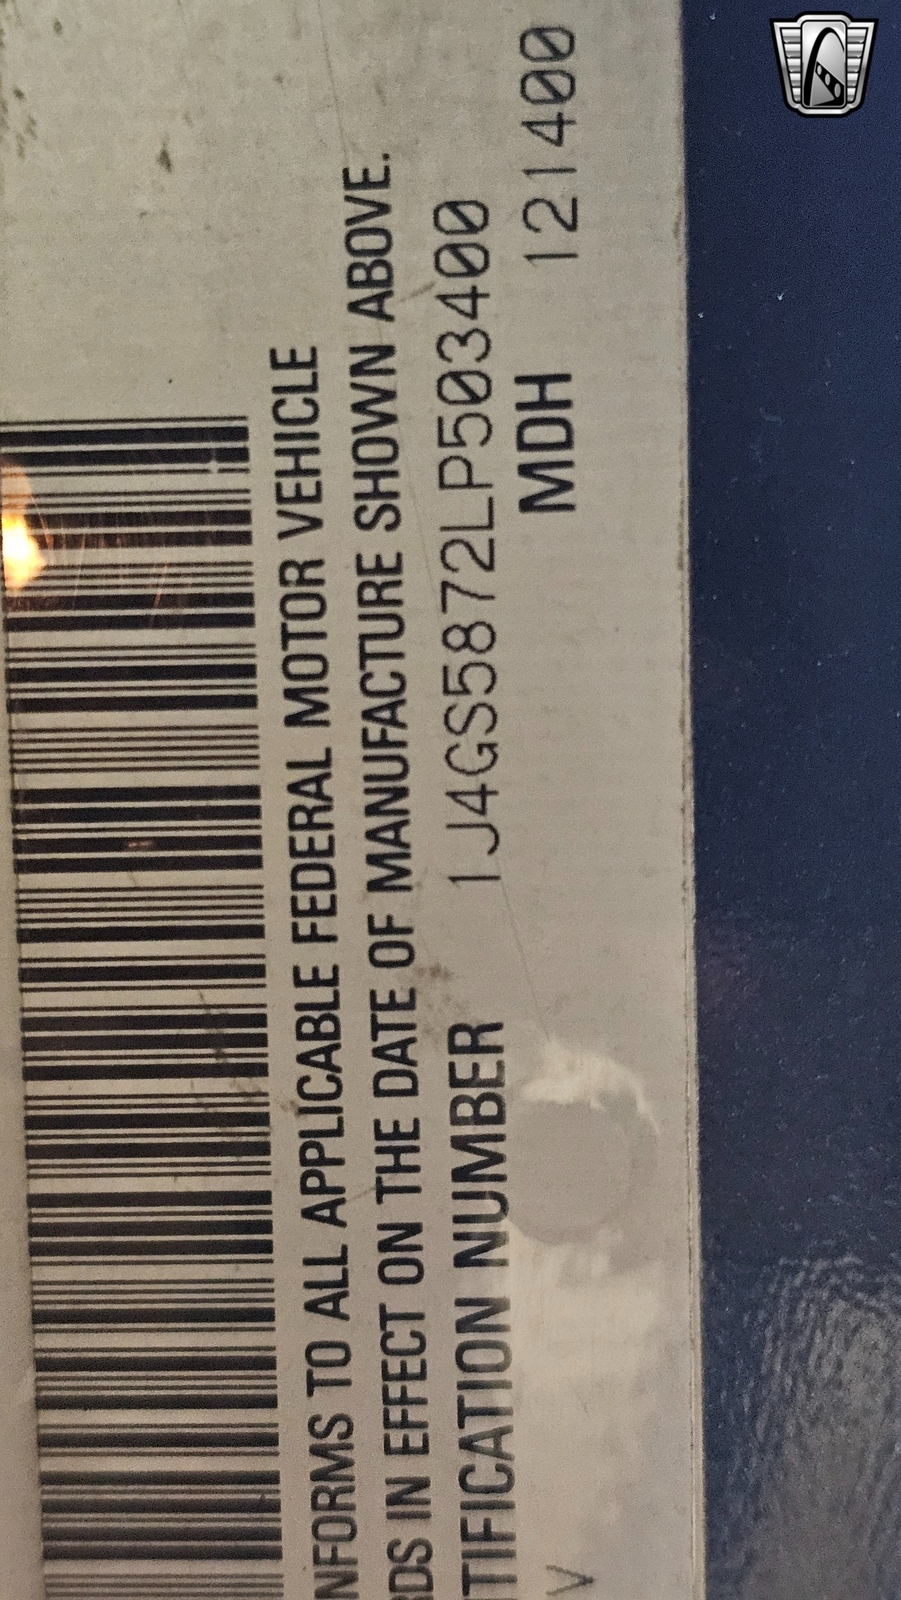 NFORMS TO ALL APPLICABLE FEDERAL MOTOR VEHICLE
RDS IN EFFECT ON THE DATE OF MANUFACTURE SHOWN ABOVE.
TIFICATION NUMBER 1J4GS5872LP503400
V MDH 121400